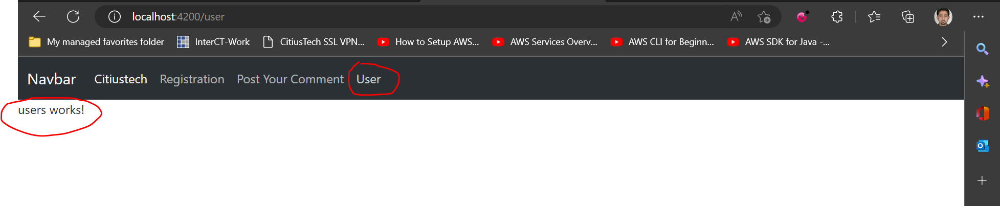 localhost:4200/user
My managed favorites folder InterCT-Work CitiusTech SSL VPN... How to Setup AWS... AWS Services Overv... AWS CLI for Beginn... AWS SDK for Java -...
Navbar Citiustech Registration Post Your Comment User
users works!